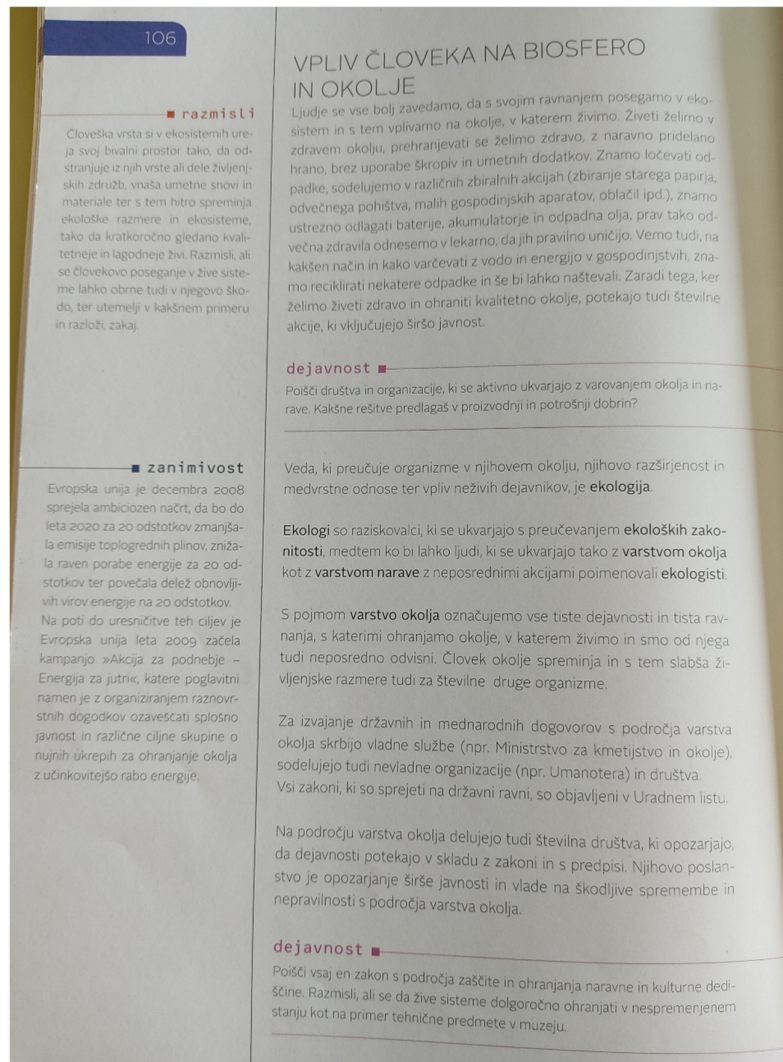 106
razmisli
Človeška vrsta si v ekosistemih ure-
ja svoj bivalni prostor tako, da od-
stranjuje iz njih vrste ali dele življenj-
skih združb, vnaša umetne snovi in
materiale ter s tem hitro spreminja
ekološke razmere in ekosisteme,
tako da kratkoročno gledano kvali-
tetneje in lagodneje živi. Razmisli, ali
se človekovo poseganje v žive siste-
me lahko obrne tudi v njegovo ško-
do, ter utemelji v kakšnem primeru
in razloži, zakaj.
zanimivost
Evropska unija je decembra 2008
sprejela ambiciozen načrt, da bo do
leta 2020 za 20 odstotkov zmanjša-
la emisije toplogrednih plinov, zniža-
la raven porabe energije za 20 od-
stotkov ter povečala delež obnovlji-
vih virov energije na 20 odstotkov.
Na poti do uresničitve teh ciljev je
Evropska unija leta 2009 začela
kampanjo »Akcija za podnebje –
Energija za jutri«, katere poglavitni
namen je z organiziranjem raznovr-
stnih dogodkov ozaveščati splošno
javnost in različne ciljne skupine o
nujnih ukrepih za ohranjanje okolja
z učinkovitejšo rabo energije.
VPLIV ČLOVEKA NA BIOSFERO
IN OKOLJE
Ljudje se vse bolj zavedamo, da s svojim ravnanjem posegamo v eko-
sistem in s tem vplivamo na okolje, v katerem živimo. Živeti želimo v
zdravem okolju, prehranjevati se želimo zdravo, z naravno pridelano
hrano, brez uporabe škropiv in umetnih dodatkov. Znamo ločevati od-
padke, sodelujemo v različnih zbiralnih akcijah (zbiranje starega papirja,
odvečnega pohištva, malih gospodinjskih aparatov, oblačil ipd.), znamo
ustrezno odlagati baterije, akumulatorje in odpadna olja, prav tako od-
večna zdravila odnesemo v lekarno, da jih pravilno uničijo. Vemo tudi, na
kakšen način in kako varčevati z vodo in energijo v gospodinjstvih, zna-
mo reciklirati nekatere odpadke in še bi lahko naštevali. Zaradi tega, ker
želimo živeti zdravo in ohraniti kvalitetno okolje, potekajo tudi številne
akcije, ki vključujejo širšo javnost.
dejavnost
Poišči društva in organizacije, ki se aktivno ukvarjajo z varovanjem okolja in na-
rave. Kakšne rešitve predlagaš v proizvodnji in potrošnji dobrin?
Veda, ki preučuje organizme v njihovem okolju, njihovo razširjenost in
medvrstne odnose ter vpliv neživih dejavnikov, je ekologija.
Ekologi so raziskovalci, ki se ukvarjajo s preučevanjem ekoloških zako-
nitosti, medtem ko bi lahko ljudi, ki se ukvarjajo tako z varstvom okolja
kot z varstvom narave z neposrednimi akcijami poimenovali ekologisti.
S pojmom varstvo okolja označujemo vse tiste dejavnosti in tista rav-
nanja, s katerimi ohranjamo okolje, v katerem živimo in smo od njega
tudi neposredno odvisni. Človek okolje spreminja in s tem slabša ži-
vljenjske razmere tudi za številne druge organizme.
Za izvajanje državnih in mednarodnih dogovorov s področja varstva
okolja skrbijo vladne službe (npr. Ministrstvo za kmetijstvo in okolje),
sodelujejo tudi nevladne organizacije (npr. Umanotera) in društva.
Vsi zakoni, ki so sprejeti na državni ravni, so objavljeni v Uradnem listu.
Na področju varstva okolja delujejo tudi številna društva, ki opozarjajo,
da dejavnosti potekajo v skladu z zakoni in s predpisi. Njihovo poslan-
stvo je opozarjanje širše javnosti in vlade na škodljive spremembe in
nepravilnosti s področja varstva okolja.
dejavnost
Poišči vsaj en zakon s področja zaščite in ohranjanja naravne in kulturne dedi-
ščine. Razmisli, ali se da žive sisteme dolgoročno ohranjati v nespremenjenem
stanju kot na primer tehnične predmete v muzeju.